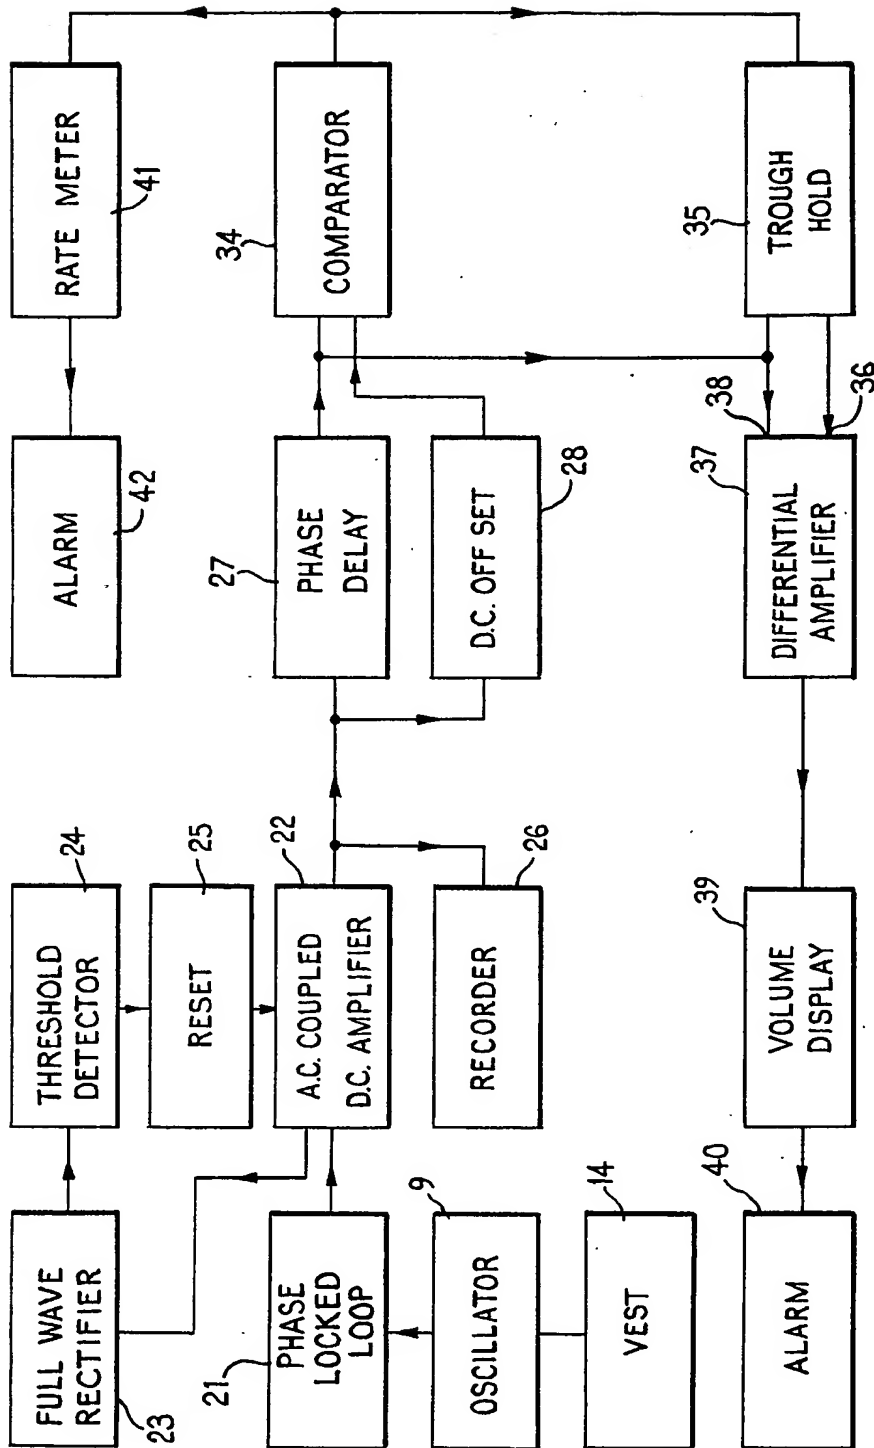 FULL WAVE
RECTIFIER
23
THRESHOLD
DETECTOR
24
ALARM
42
RATE METER
41
RESET
25
21
PHASE
LOCKED
LOOP
A.C. COUPLED
D.C. AMPLIFIER
22
27
PHASE
DELAY
34
COMPARATOR
OSCILLATOR
9
RECORDER
26
D.C. OFF SET
28
VEST
14
ALARM
40
VOLUME
DISPLAY
39
DIFFERENTIAL
AMPLIFIER
37
38
36
TROUGH
HOLD
35